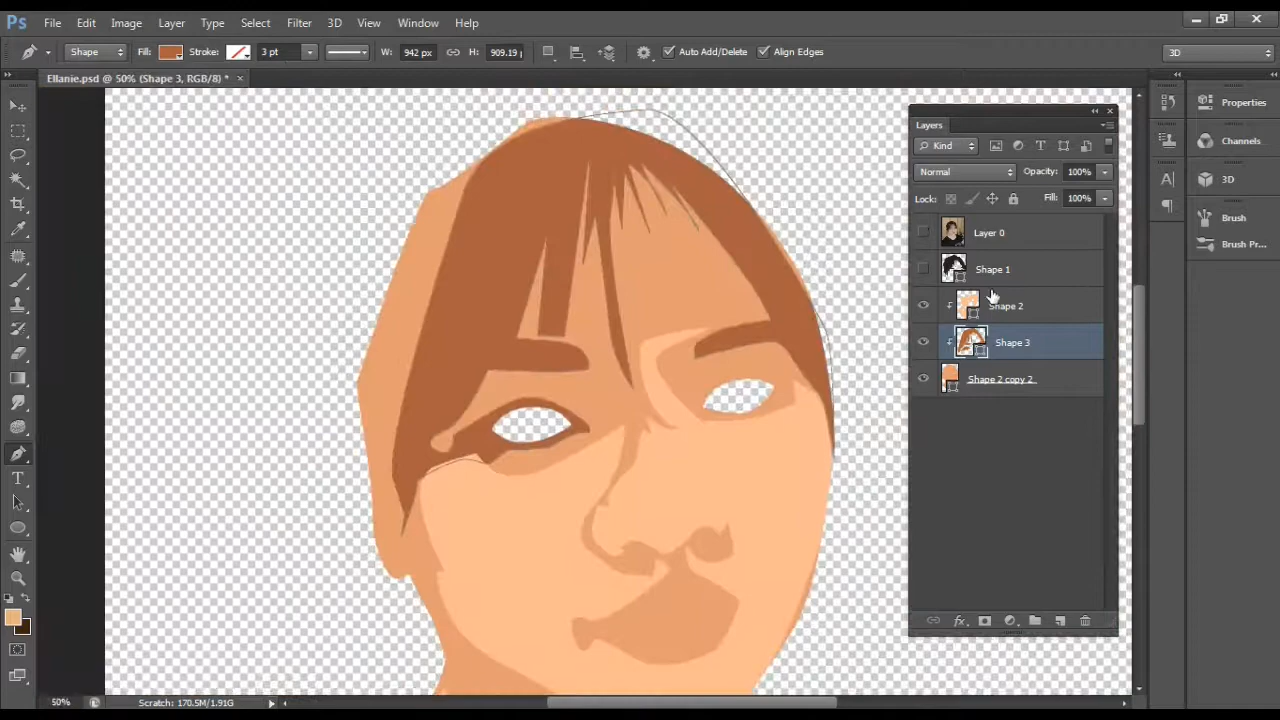 Ps File Edit Image Layer Type Select Filter 3D View Window Help
Shape Fill: Stroke: 3 pt W: 942 px H: 909.19 Auto Add/Delete Align Edges 3D
Ellanie.psd @ 50% (Shape 3, RGB/8) * ×
Layers
Kind
Normal Opacity: 100%
Lock: Fill: 100%
Layer 0
Shape 1
Shape 2
Shape 3
Shape 2 copy 2
Properties
Channels
3D
Brush
Brush Pr...
50% Scratch: 170.5M/1.91G